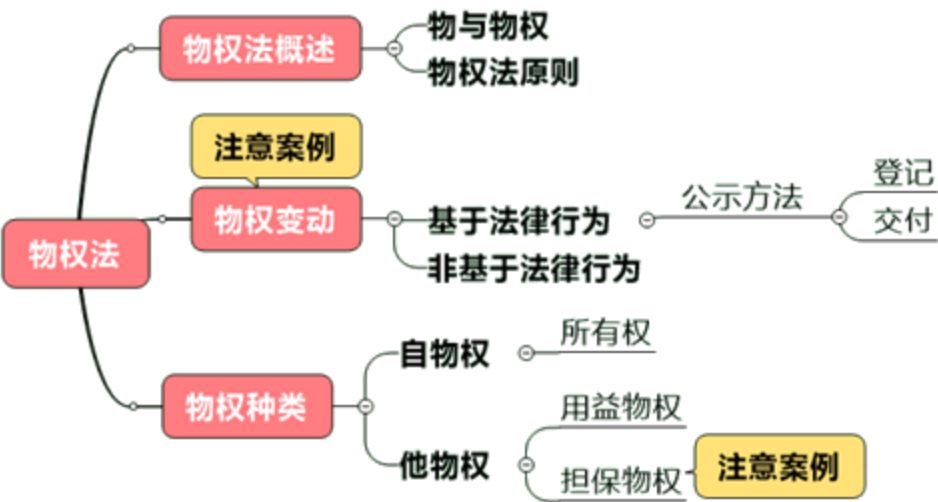 物权法
物权法概述
物与物权
物权法原则
注意案例
物权变动
基于法律行为
公示方法
登记
交付
非基于法律行为
物权种类
自物权
所有权
他物权
用益物权
担保物权
注意案例